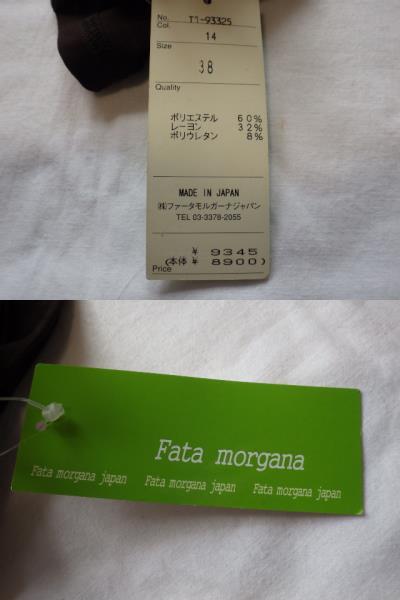 No. T1-93325
Col. 14
Size
38
Quality
ポリエステル 60%
レーヨン 32%
ポリウレタン 8%
MADE IN JAPAN
㈱ファータモルガーナジャパン
TEL 03-3378-2055
¥ 9345
(本体 ¥ 8900)
Price
Fata morgana
Fata morgana japan Fata morgana japan Fata morgana japan